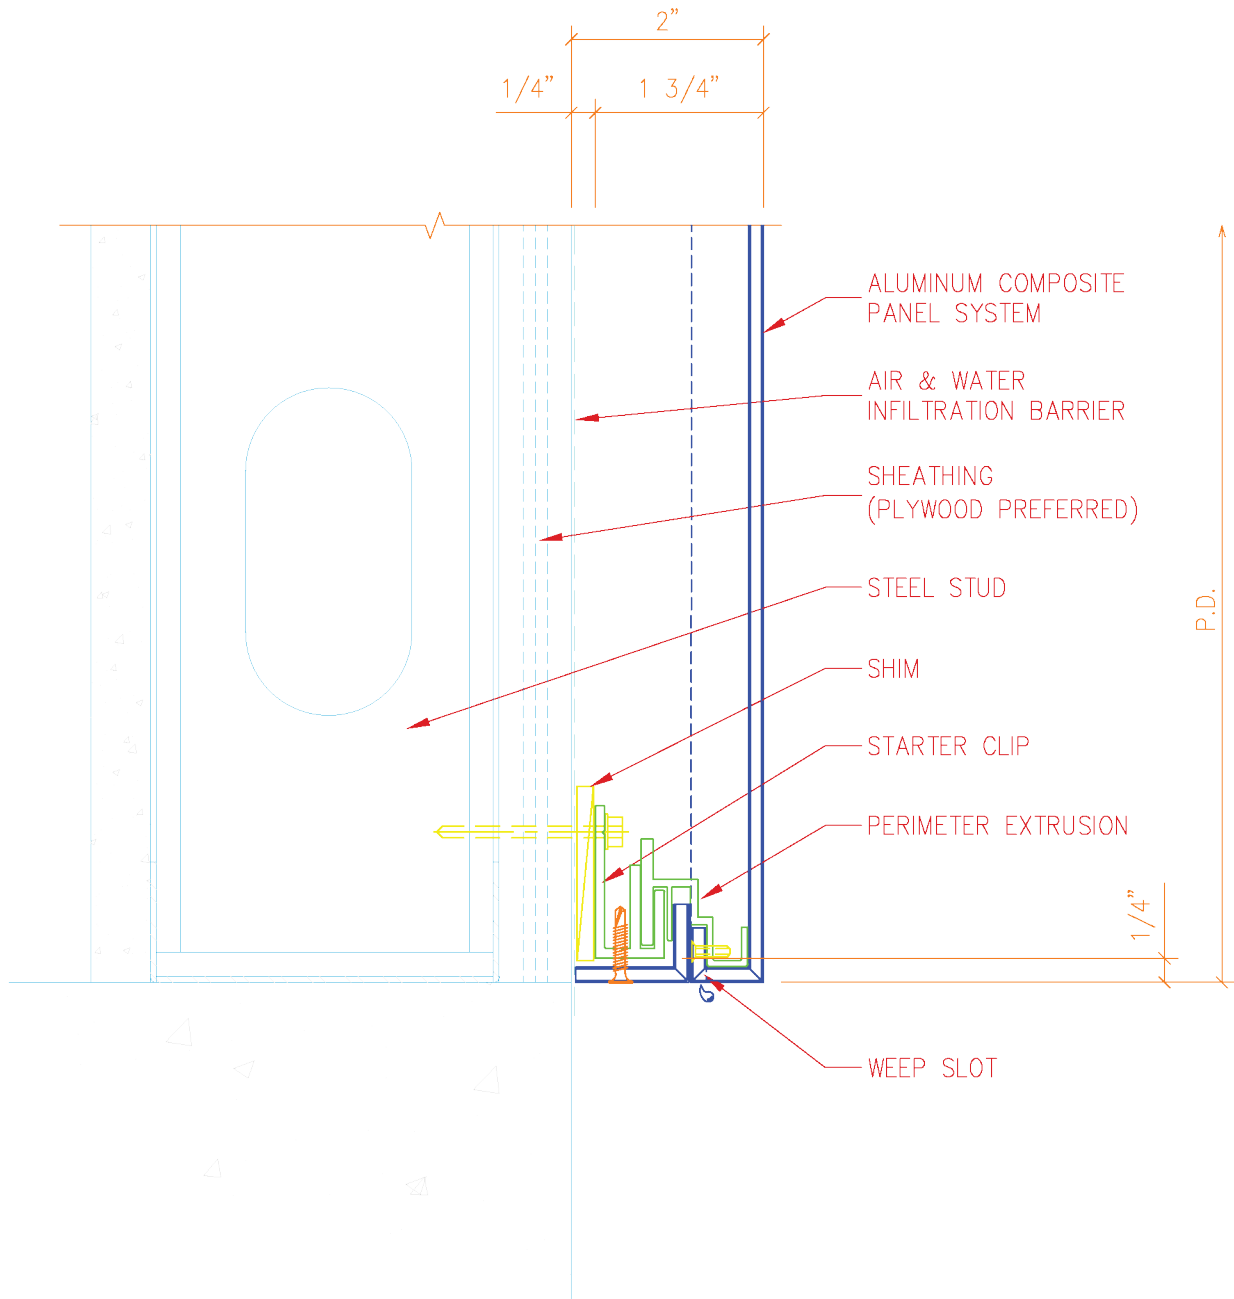 2”
1/4” 1 3/4”
ALUMINUM COMPOSITE
PANEL SYSTEM
AIR & WATER
INFILTRATION BARRIER
SHEATHING
(PLYWOOD PREFERRED)
STEEL STUD
P.D.
SHIM
STARTER CLIP
PERIMETER EXTRUSION
1/4”
WEEP SLOT